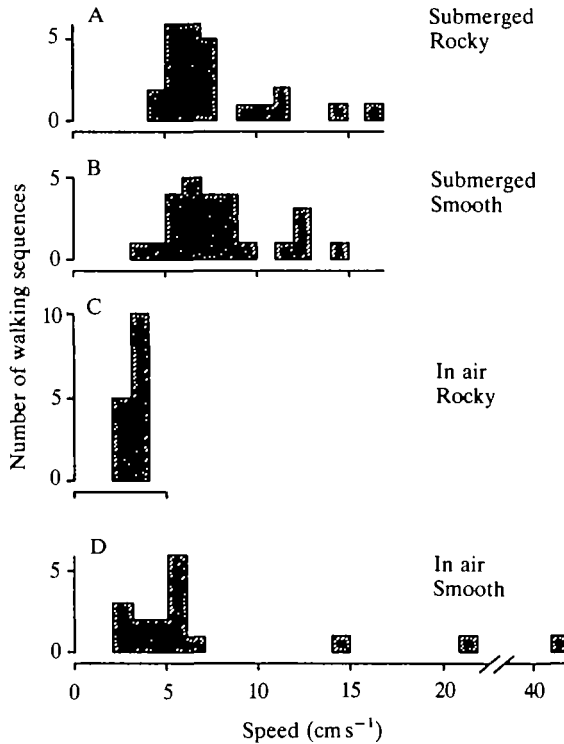 A
Submerged
Rocky
5
0
B
Submerged
Smooth
5
0
C
In air
Rocky
10
5
0
D
In air
Smooth
5
0
0 5 10 15 20 40
Speed (cm s⁻¹)
Number of walking sequences